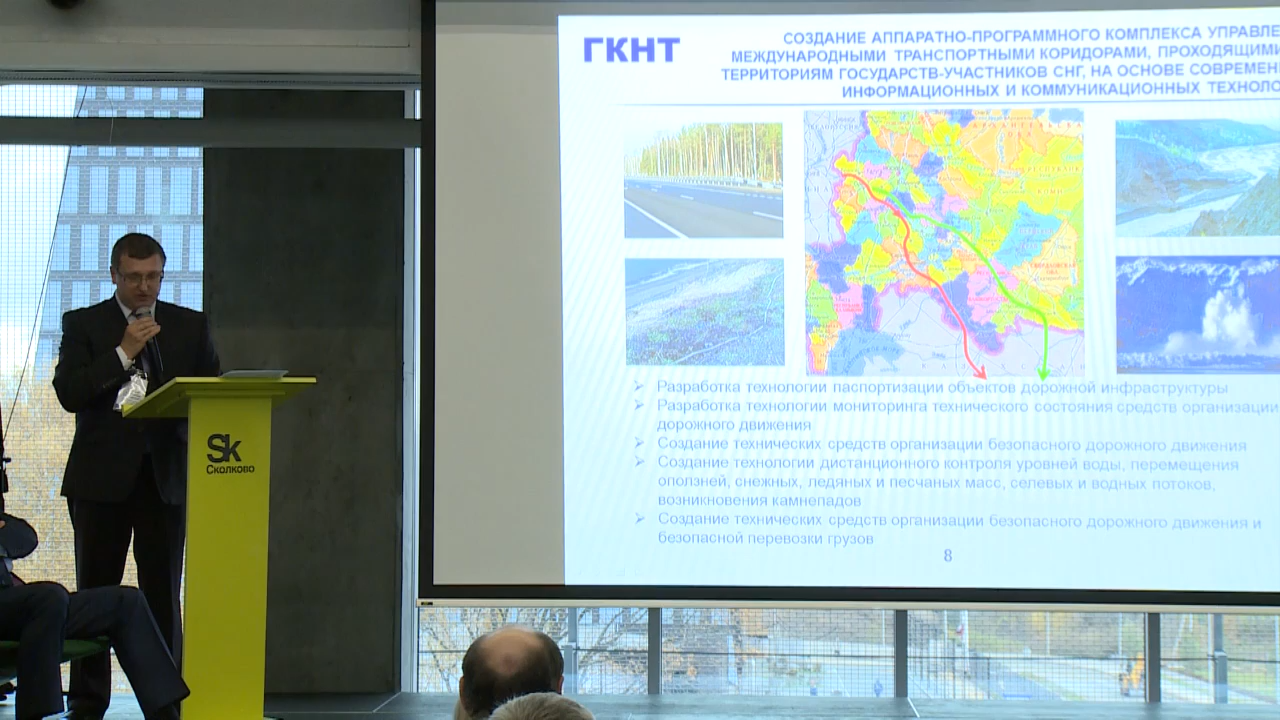 ГКНТ
СОЗДАНИЕ АППАРАТНО-ПРОГРАММНОГО КОМПЛЕКСА УПРАВЛЕ
МЕЖДУНАРОДНЫМИ ТРАНСПОРТНЫМИ КОРИДОРАМИ, ПРОХОДЯЩИМИ
ТЕРРИТОРИЯМ ГОСУДАРСТВ-УЧАСТНИКОВ СНГ, НА ОСНОВЕ СОВРЕМЕН
ИНФОРМАЦИОННЫХ И КОММУНИКАЦИОННЫХ ТЕХНОЛО
Разработка технологии паспортизации объектов дорожной инфраструктуры
Разработка технологии мониторинга технического состояния средств организации
дорожного движения
Создание технических средств организации безопасного дорожного движения
Создание технологии дистанционного контроля уровней воды, перемещения
оползней, снежных, ледяных и песчаных масс, селевых и водных потоков,
возникновения камнепадов
Создание технических средств организации безопасного дорожного движения и
безопасной перевозки грузов
8
Sk
Сколково